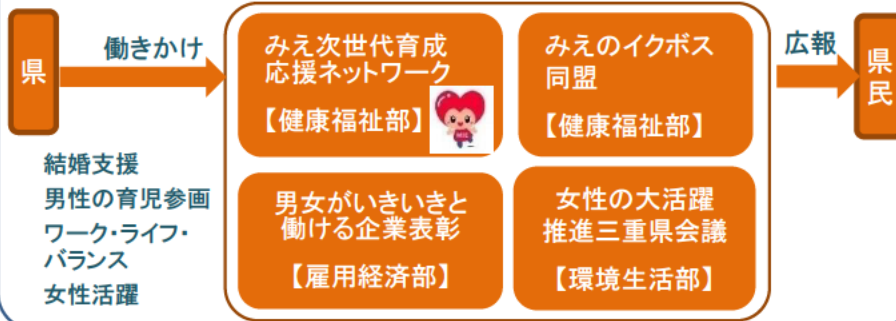 県
働きかけ
結婚支援
男性の育児参画
ワーク・ライフ・
バランス
女性活躍
みえ次世代育成
応援ネットワーク
【健康福祉部】
みえのイクボス
同盟
【健康福祉部】
男女がいきいきと
働ける企業表彰
【雇用経済部】
女性の大活躍
推進三重県会議
【環境生活部】
広報
県
民